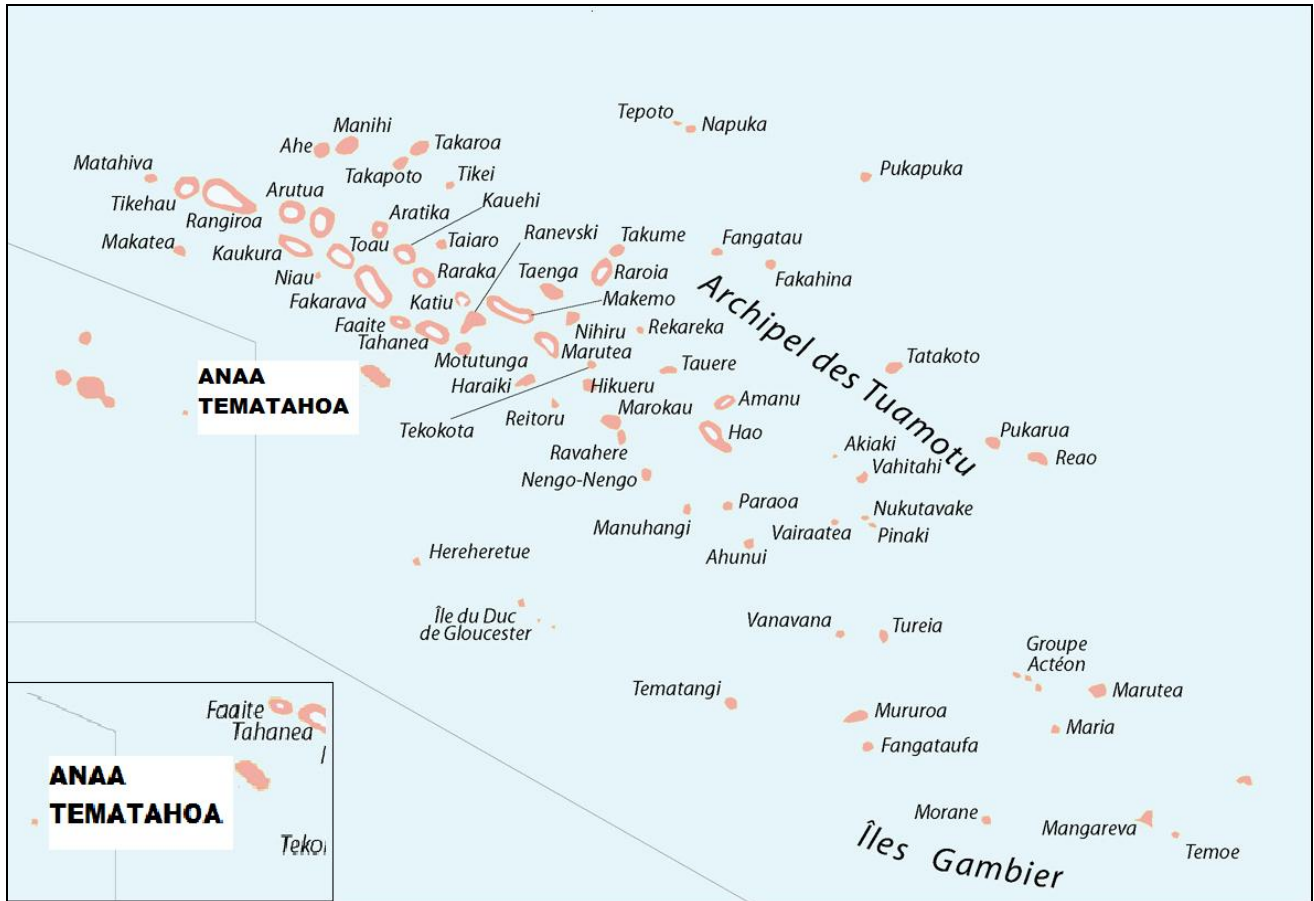 Tepoto
Napuka
Manihi
Ahe
Takaroa
Matahiva
Takapoto
Tikei
Pukapuka
Tikehau
Arutua
Kauehi
Rangiroa
Aratika
Ranevski
Makatea
Kaukura
Toau
Taiaro
Takume
Fangatau
Niau
Raraka
Taenga
Raroia
Fakahina
Fakarava
Katiu
Makemo
Archipel des Tuamotu
Faaite
Nihiru
Rekareka
Tahanea
Marutea
Motutunga
Tauere
Tatakoto
ANAA
TEMATAHOA
Haraiki
Hikueru
Amanu
Tekokota
Reitoru
Marokau
Hao
Pukarua
Ravahere
Akiaki
Reao
Nengo-Nengo
Vahitahi
Manuhangi
Paraoa
Nukutavake
Vairaatea
Pinaki
Hereheretue
Ahunui
Île du Duc
de Gloucester
Vanavana
Tureia
Groupe
Actéon
Tematangi
Marutea
Mururoa
Maria
Fangataufa
Morane
Mangareva
Temoe
Îles Gambier
Faaite
Tahanea
ANAA
TEMATAHOA
Teko